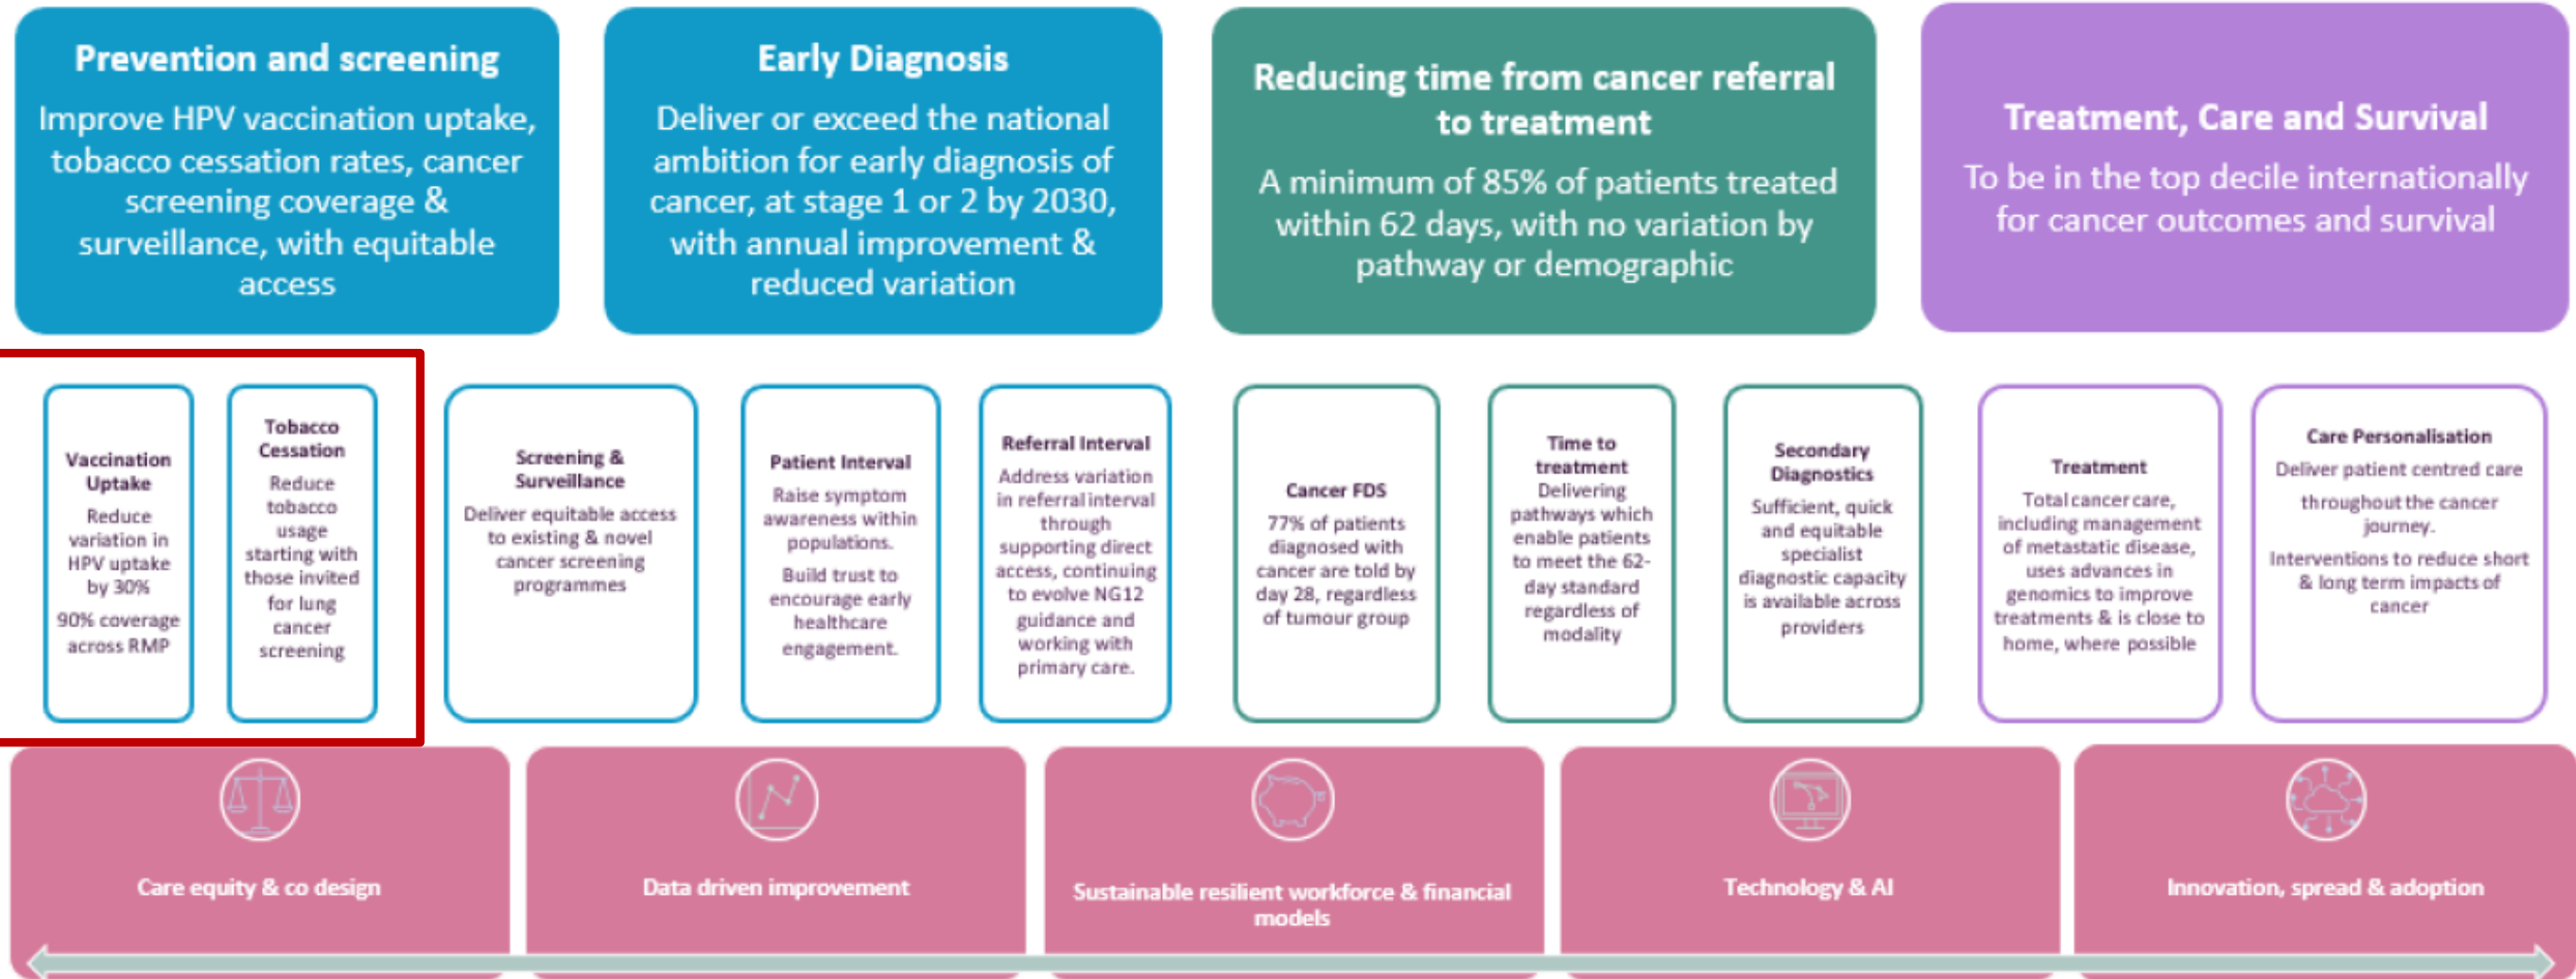 Prevention and screening
Improve HPV vaccination uptake,
tobacco cessation rates, cancer
screening coverage &
surveillance, with equitable
access
Early Diagnosis
Deliver or exceed the national
ambition for early diagnosis of
cancer, at stage 1 or 2 by 2030,
with annual improvement &
reduced variation
Reducing time from cancer referral
to treatment
A minimum of 85% of patients treated
within 62 days, with no variation by
pathway or demographic
Treatment, Care and Survival
To be in the top decile internationally
for cancer outcomes and survival
Vaccination
Uptake
Reduce
variation in
HPV uptake
by 30%
90% coverage
across RMP
Tobacco
Cessation
Reduce
tobacco
usage
starting with
those invited
for lung
cancer
screening
Screening &
Surveillance
Deliver equitable access
to existing & novel
cancer screening
programmes
Patient Interval
Raise symptom
awareness within
populations.
Build trust to
encourage early
healthcare
engagement.
Referral Interval
Address variation
in referral interval
through
supporting direct
access, continuing
to evolve NG12
guidance and
working with
primary care.
Cancer FDS
77% of patients
diagnosed with
cancer are told by
day 28, regardless
of tumour group
Time to
treatment
Delivering
pathways which
enable patients
to meet the 62-
day standard
regardless of
modality
Secondary
Diagnostics
Sufficient, quick
and equitable
specialist
diagnostic capacity
is available across
providers
Treatment
Total cancer care,
including management
of metastatic disease,
uses advances in
genomics to improve
treatments & is close to
home, where possible
Care Personalisation
Deliver patient centred care
throughout the cancer
journey.
Interventions to reduce short
& long term impacts of
cancer
Care equity & co design
Data driven improvement
Sustainable resilient workforce & financial
models
Technology & AI
Innovation, spread & adoption